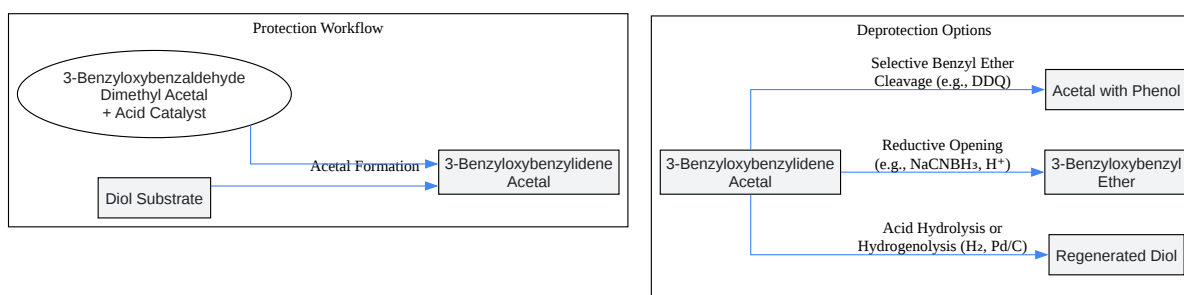 Protection Workflow
3-Benzyloxybenzaldehyde
Dimethyl Acetal
+ Acid Catalyst
Acetal Formation
3-Benzyloxybenzylidene
Acetal
Diol Substrate
Deprotection Options
Selective Benzyl Ether
Cleavage (e.g., DDQ)
Acetal with Phenol
3-Benzyloxybenzylidene
Acetal
Reductive Opening
(e.g., NaCNBH₃, H⁺)
3-Benzyloxybenzyl
Ether
Acid Hydrolysis or
Hydrogenolysis (H₂, Pd/C)
Regenerated Diol